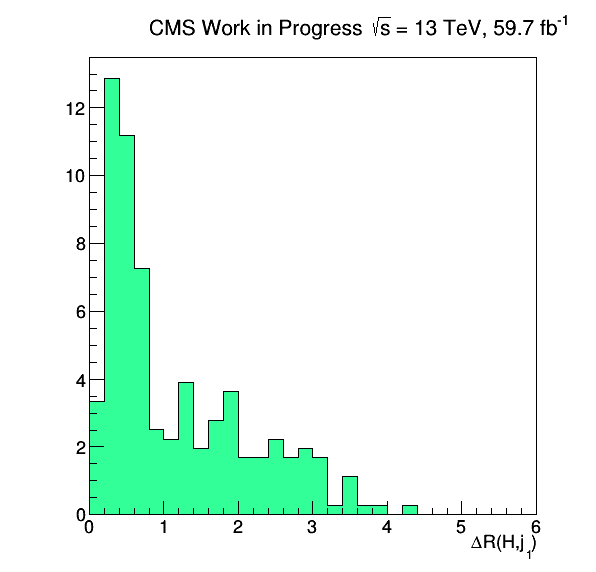 CMS Work in Progress √s = 13 TeV, 59.7 fb⁻¹
12
10
8
6
4
2
0
0 1 2 3 4 5 6
ΔR(H,j₁)